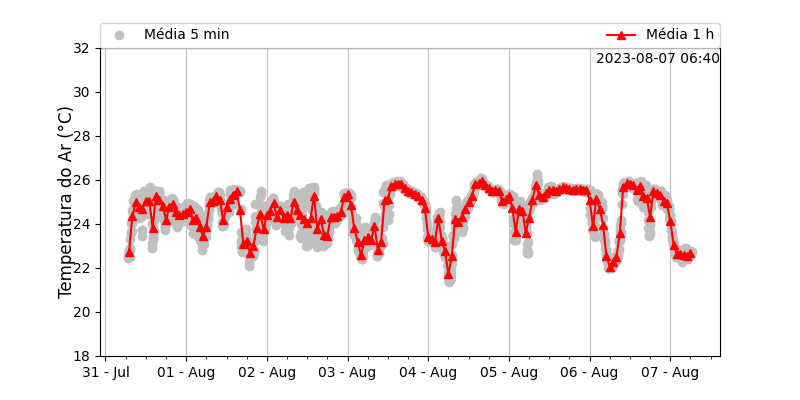 Média 5 min
Média 1 h
2023-08-07 06:40
Temperatura do Ar (°C)
32
30
28
26
24
22
20
18
31 - Jul
01 - Aug
02 - Aug
03 - Aug
04 - Aug
05 - Aug
06 - Aug
07 - Aug